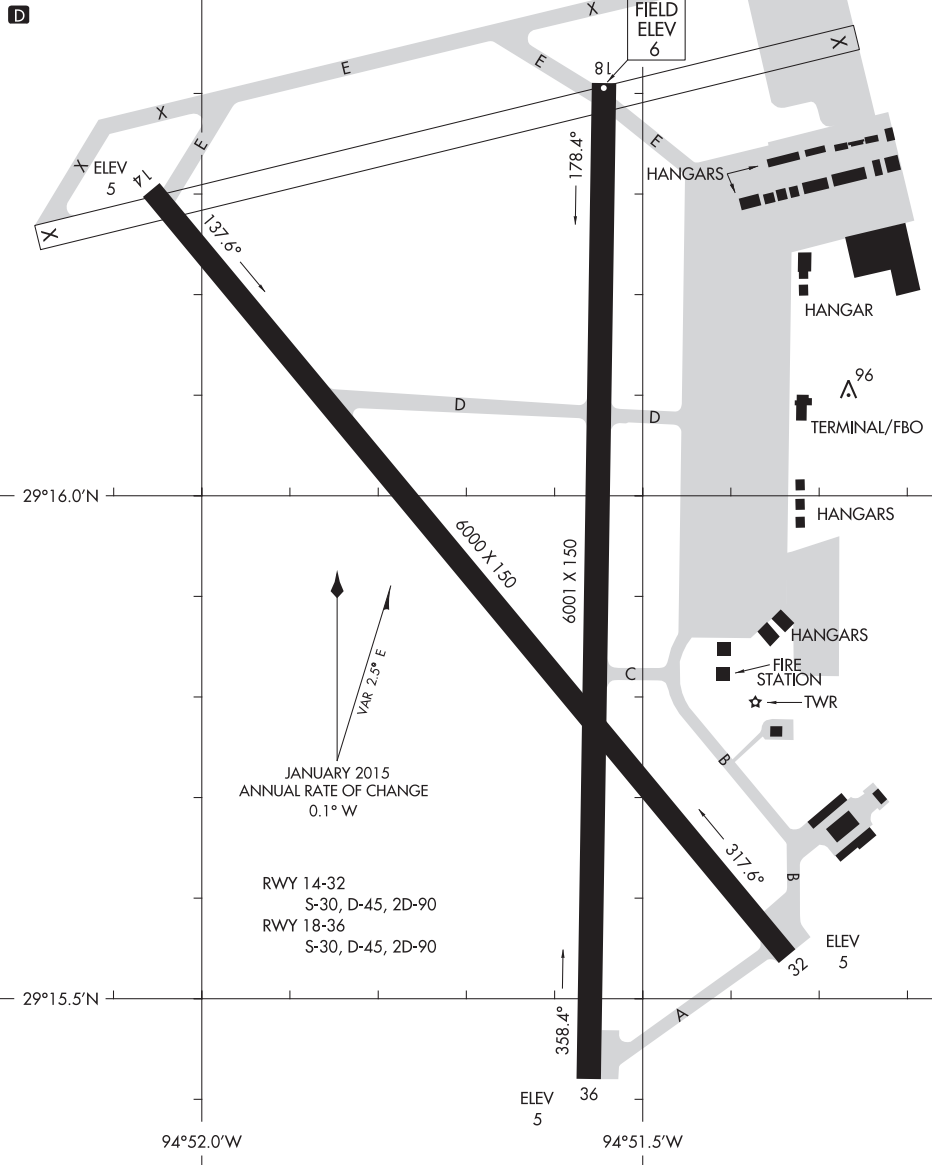 D
X
FIELD
ELEV
6
X
E
E
18
X
E
E
X
ELEV
5
14
178.4°
HANGARS
X
137.6°
HANGAR
96
D
D
TERMINAL/FBO
29°16.0'N
HANGARS
6000 X 150
6001 X 150
VAR 2.5° E
HANGARS
C
FIRE
STATION
TWR
B
JANUARY 2015
ANNUAL RATE OF CHANGE
0.1° W
317.6°
B
RWY 14-32
S-30, D-45, 2D-90
RWY 18-36
S-30, D-45, 2D-90
ELEV
5
32
29°15.5'N
A
358.4°
ELEV
5
36
94°52.0'W
94°51.5'W